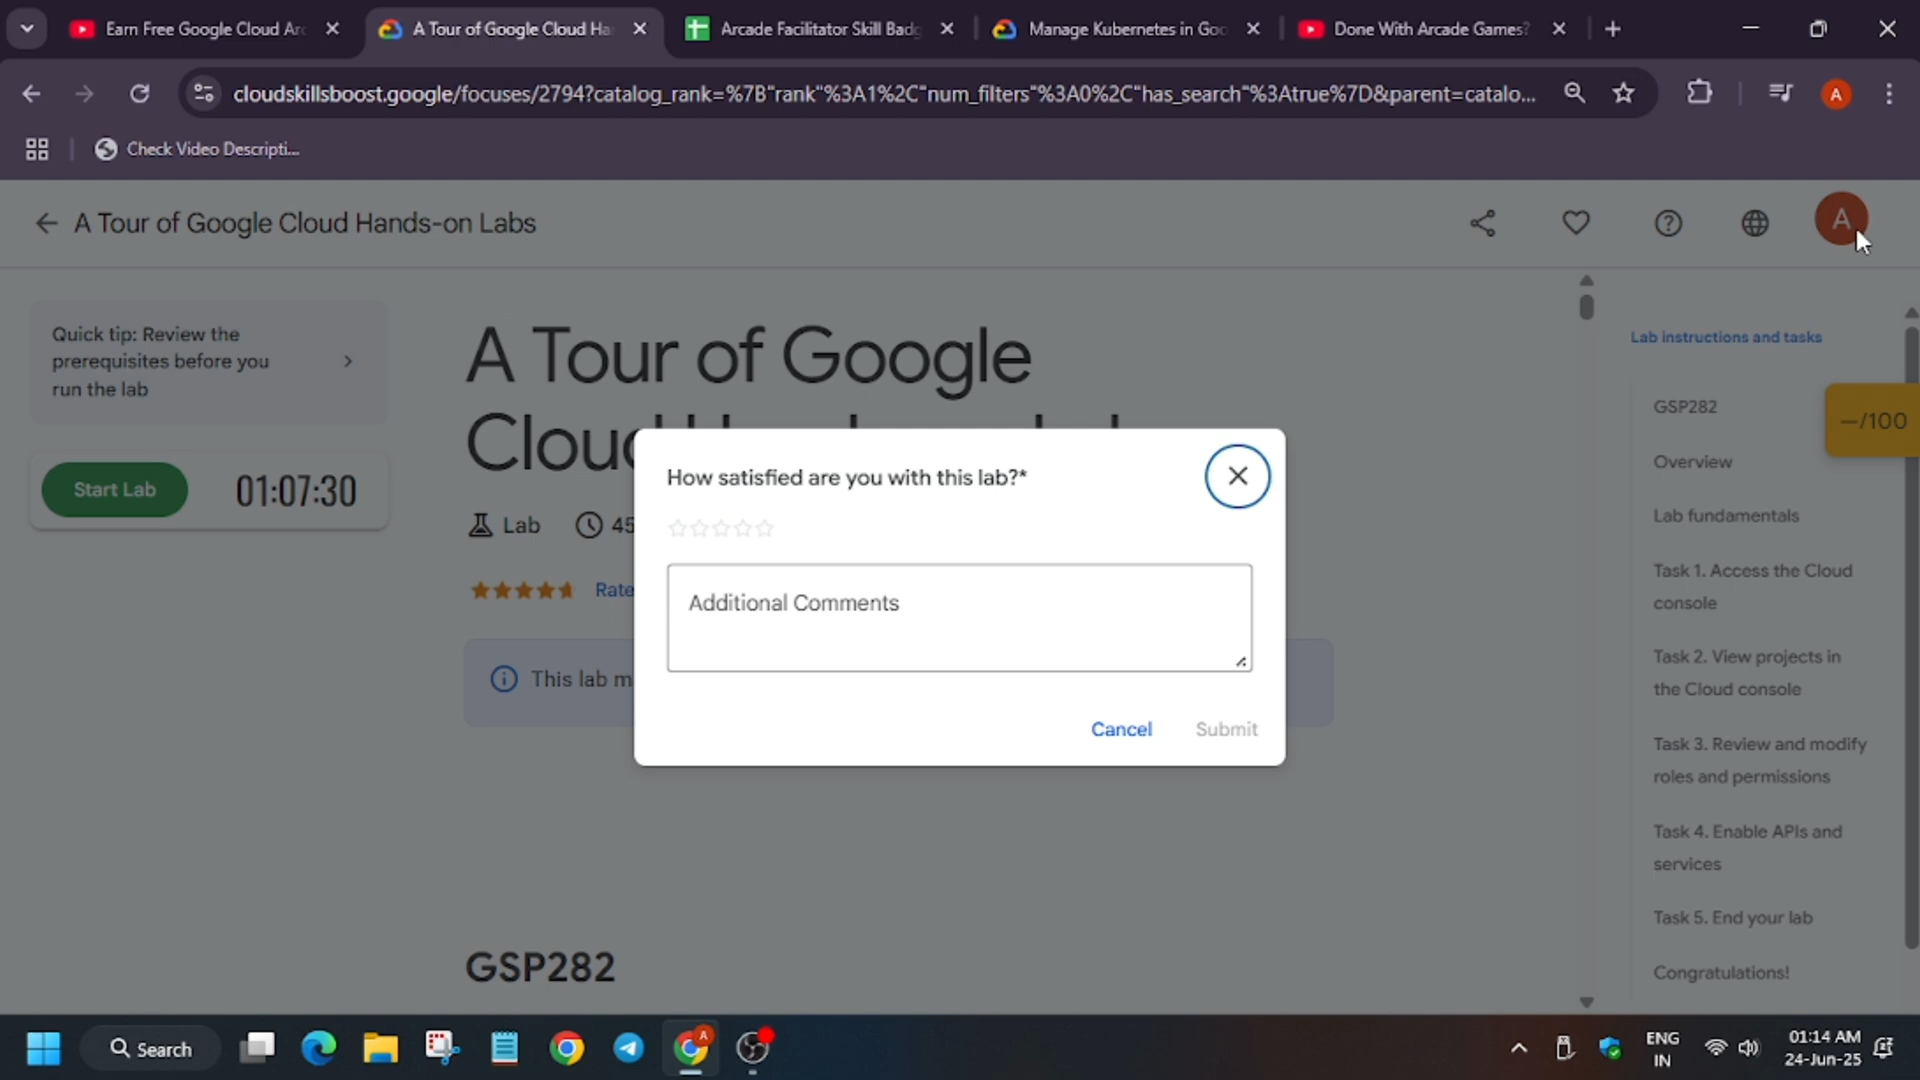 Earn Free Google Cloud Arc
A Tour of Google Cloud Ha
Arcade Facilitator Skill Badg
Manage Kubernetes in Goo
Done With Arcade Games?
cloudskillsboost.google/focuses/2794?catalog_rank=%7B"rank"%3A1%2C"num_filters"%3A0%2C"has_search"%3Atrue%7D&parent=catalo...
A
Check Video Descripti...
A Tour of Google Cloud Hands-on Labs
A
Quick tip: Review the
prerequisites before you
run the lab
Start Lab
01:07:30
A Tour of Google
Lab
45
Rate
This lab m
GSP282
How satisfied are you with this lab?*
Additional Comments
Cancel
Submit
Lab instructions and tasks
GSP282
—/100
Overview
Lab fundamentals
Task 1. Access the Cloud
console
Task 2. View projects in
the Cloud console
Task 3. Review and modify
roles and permissions
Task 4. Enable APIs and
services
Task 5. End your lab
Congratulations!
Search
A
ENG
IN
01:14 AM
24-Jun-25